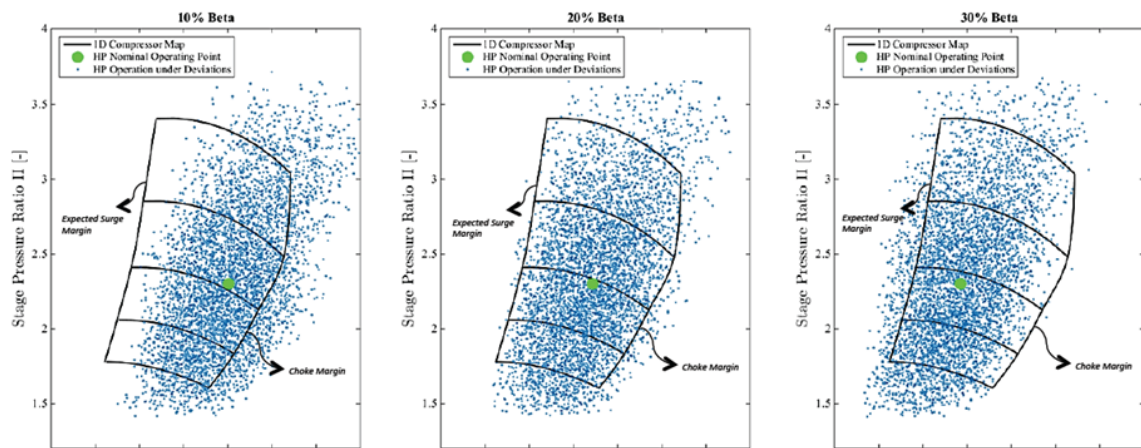 10% Beta
20% Beta
30% Beta
4
3.5
3
2.5
2
1.5
Stage Pressure Ratio Π [-]
1D Compressor Map
HP Nominal Operating Point
HP Operation under Deviations
Expected Surge
Margin
Choke Margin
4
3.5
3
2.5
2
1.5
Stage Pressure Ratio Π [-]
1D Compressor Map
HP Nominal Operating Point
HP Operation under Deviations
Expected Surge
Margin
Choke Margin
4
3.5
3
2.5
2
1.5
Stage Pressure Ratio Π [-]
1D Compressor Map
HP Nominal Operating Point
HP Operation under Deviations
Expected Surge
Margin
Choke Margin